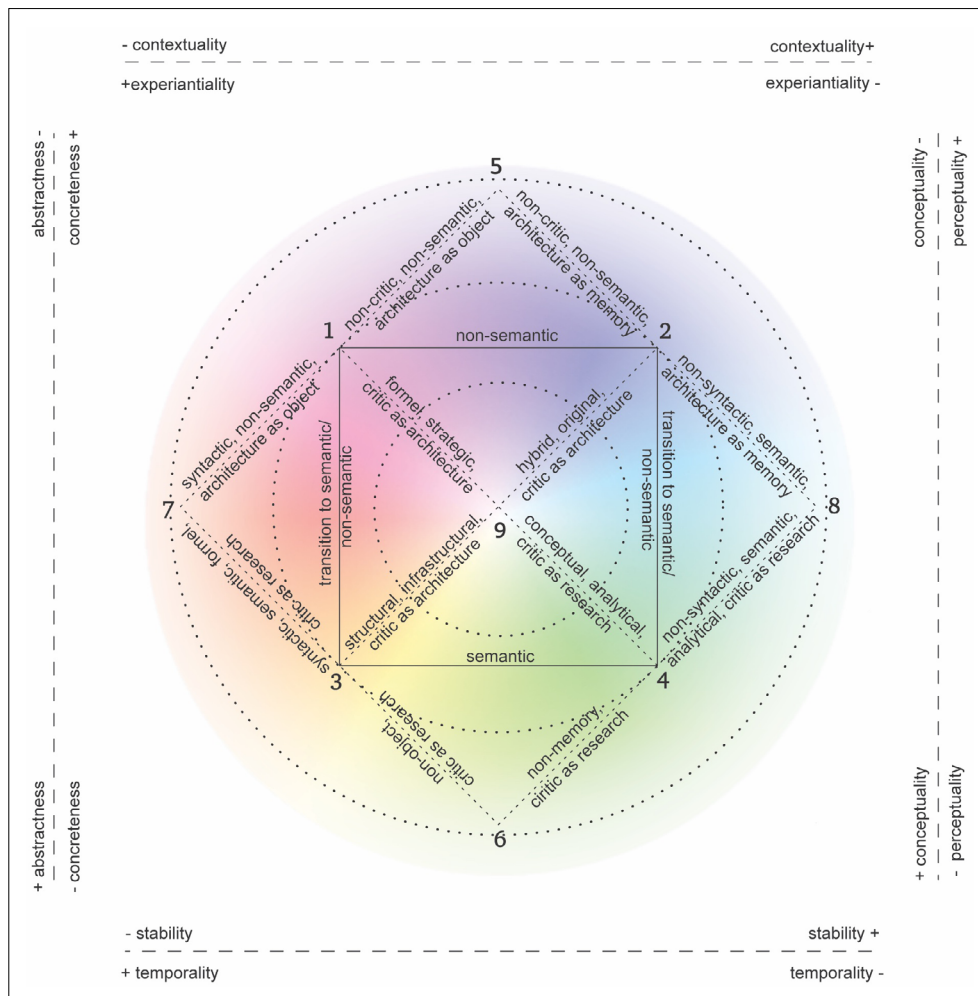 - contextuality
contextuality+
+experiantiality
experiantiality -
abstractness -
concreteness +
conceptuality -
perceptuality +
5
non-critic, non-semantic,
architecture as object
non-critic, non-semantic,
architecture as memory
1
2
non-semantic
syntactic, non-semantic,
architecture as object
formel, strategic,
critic as architecture
hybrid, original,
critic as architecture
non-syntactic, semantic,
architecture as memory
transition to semantic/
non-semantic
transition to semantic/
non-semantic
7
8
9
syntactic, semantic, formel
critic as research
structural, infrastructural,
critic as architecture
conceptual, analytical,
critic as research
non-syntactic, semantic,
analytical, critic as research
semantic
3
4
non-object,
critic as research
non-memory,
ciritic as research
6
+ abstractness
- concreteness
+ conceptuality
- perceptuality
- stability
stability +
+ temporality
temporality -